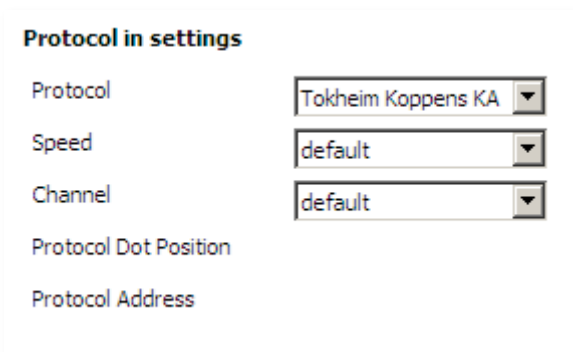 Protocol in settings
Protocol Tokheim Koppens KA
Speed default
Channel default
Protocol Dot Position
Protocol Address